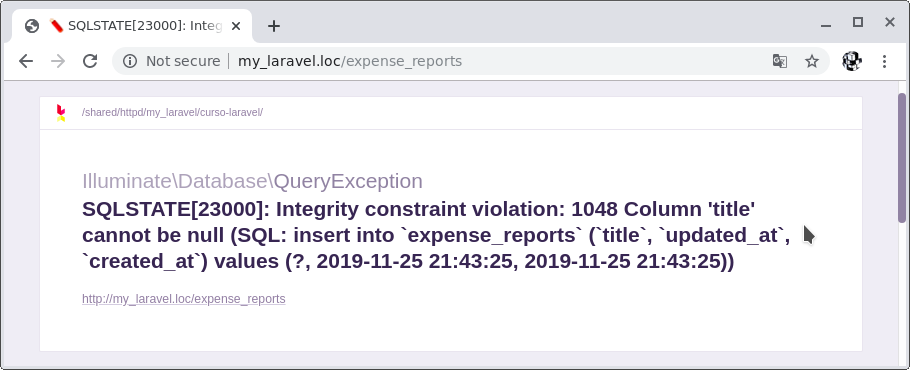 SQLSTATE[23000]: Integ
Not secure
my_laravel.loc/expense_reports
/shared/httpd/my_laravel/curso-laravel/
Illuminate\Database\QueryException
SQLSTATE[23000]: Integrity constraint violation: 1048 Column 'title'
cannot be null (SQL: insert into `expense_reports` (`title`, `updated_at`,
`created_at`) values (?, 2019-11-25 21:43:25, 2019-11-25 21:43:25))
http://my_laravel.loc/expense_reports